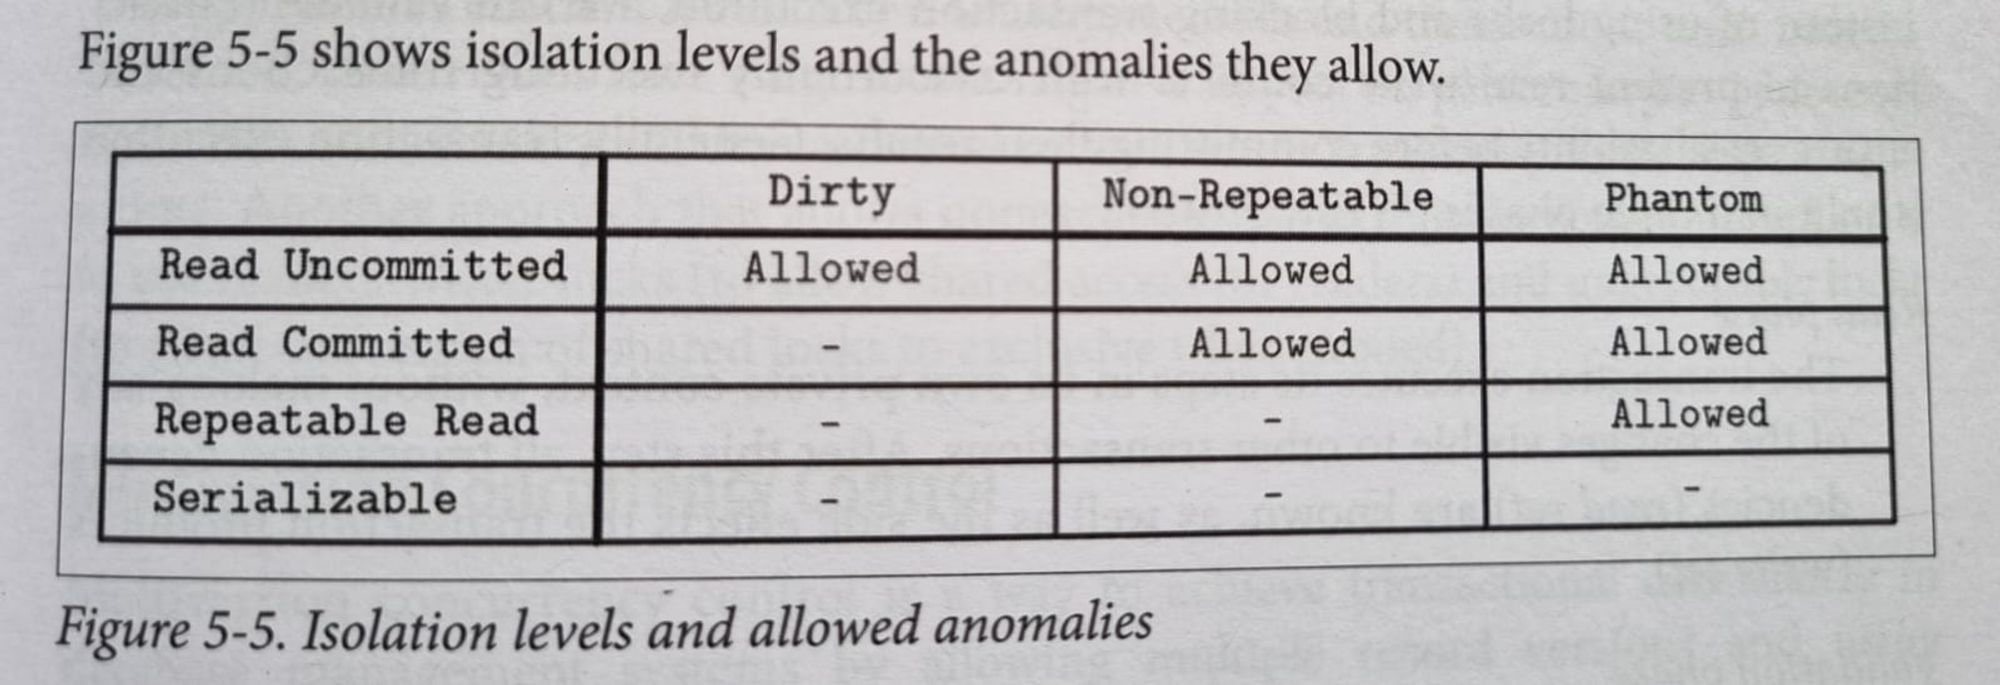 Figure 5-5 shows isolation levels and the anomalies they allow.
Dirty Non-Repeatable Phantom
Read Uncommitted Allowed Allowed Allowed
Read Committed - Allowed Allowed
Repeatable Read - - Allowed
Serializable - - -
Figure 5-5. Isolation levels and allowed anomalies